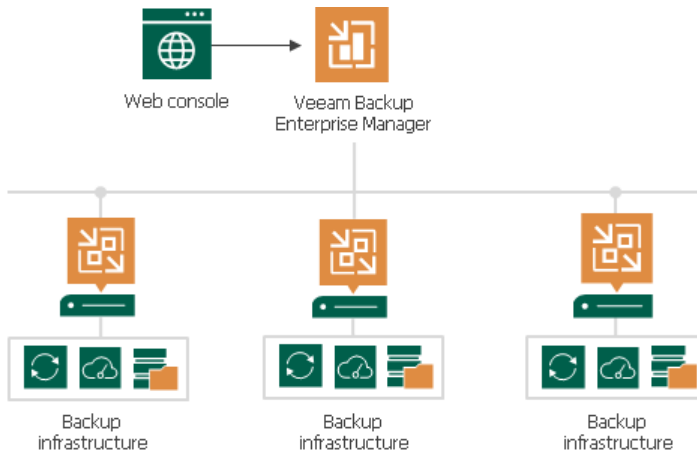 Web console
Veeam Backup
Enterprise Manager
Backup
infrastructure
Backup
infrastructure
Backup
infrastructure